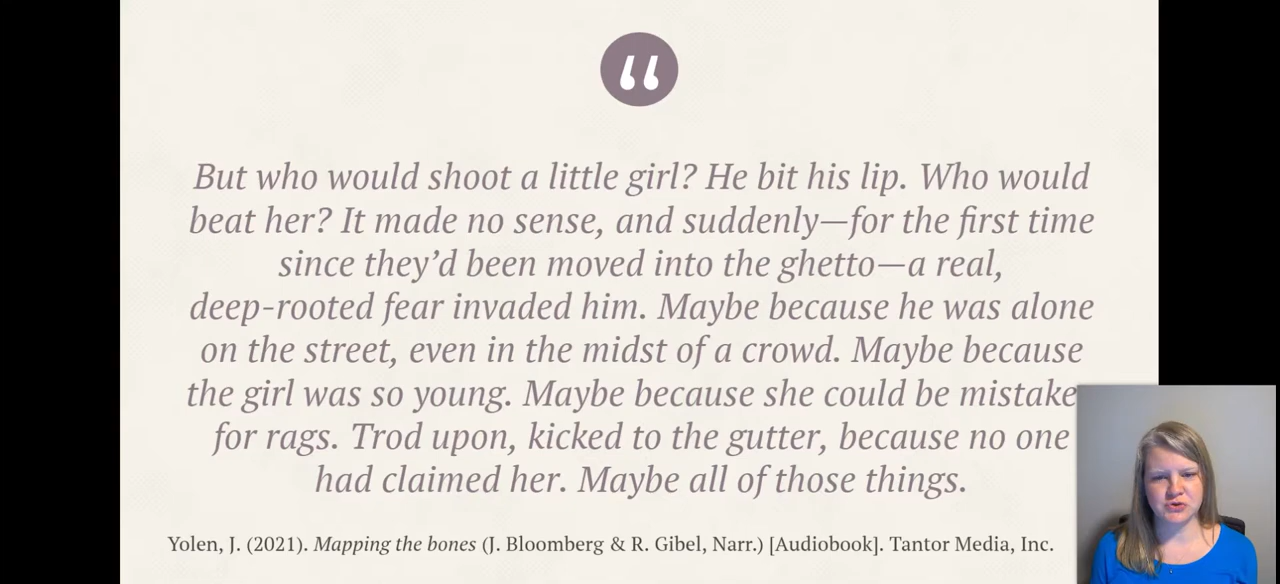 “
But who would shoot a little girl? He bit his lip. Who would
beat her? It made no sense, and suddenly—for the first time
since they’d been moved into the ghetto—a real,
deep-rooted fear invaded him. Maybe because he was alone
on the street, even in the midst of a crowd. Maybe because
the girl was so young. Maybe because she could be mistake
for rags. Trod upon, kicked to the gutter, because no one
had claimed her. Maybe all of those things.
Yolen, J. (2021). Mapping the bones (J. Bloomberg & R. Gibel, Narr.) [Audiobook]. Tantor Media, Inc.